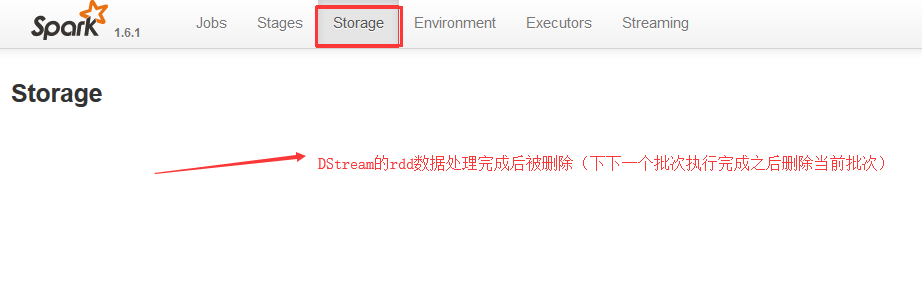 Spark 1.6.1 Jobs Stages Storage Environment Executors Streaming
Storage
DStream的rdd数据处理完成后被删除（下下一个批次执行完成之后删除当前批次）